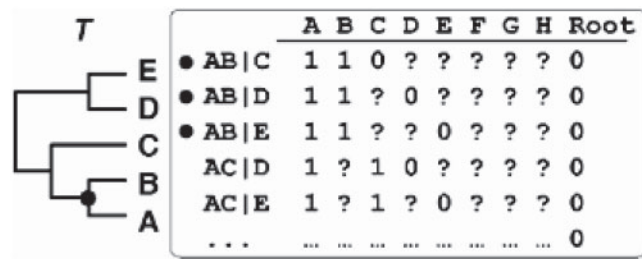 T
E
D
C
B
A
A B C D E F G H Root
AB|C 1 1 0 ? ? ? ? ? 0
AB|D 1 1 ? 0 ? ? ? ? 0
AB|E 1 1 ? ? 0 ? ? ? 0
AC|D 1 ? 1 0 ? ? ? ? 0
AC|E 1 ? 1 ? 0 ? ? ? 0
... ... ... ... ... ... ... ... ... 0